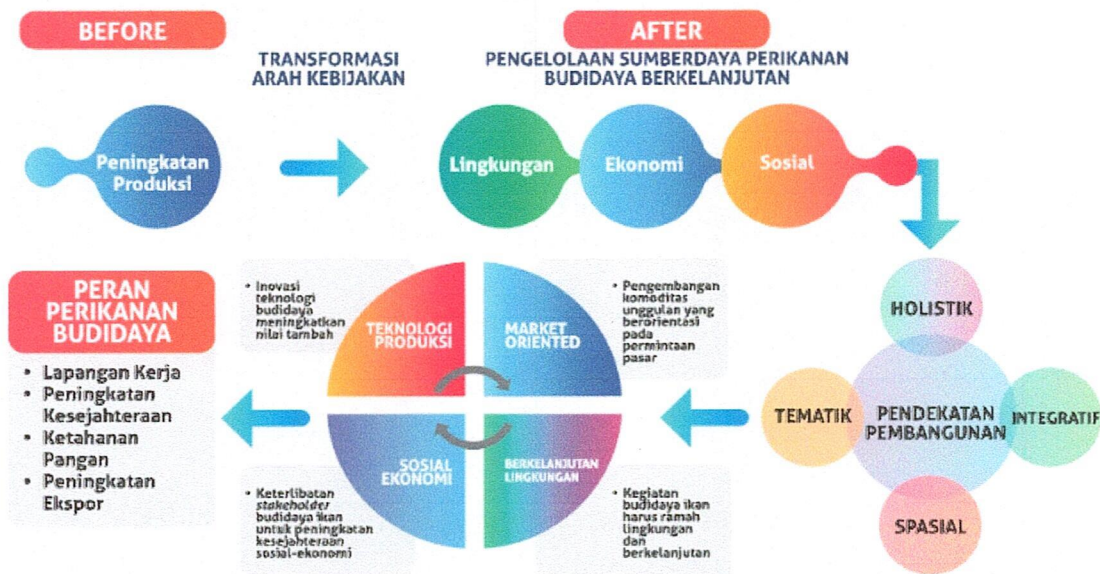 BEFORE
TRANSFORMASI
ARAH KEBIJAKAN
AFTER
PENGELOLAAN SUMBERDAYA PERIKANAN
BUDIDAYA BERKELANJUTAN
Peningkatan
Produksi
Lingkungan
Ekonomi
Sosial
PERAN
PERIKANAN
BUDIDAYA
• Lapangan Kerja
• Peningkatan
Kesejahteraan
• Ketahanan
Pangan
• Peningkatan
Ekspor
• Inovasi
teknologi
budidaya
meningkatkan
nilai tambah
TEKNOLOGI
PRODUKSI
MARKET
ORIENTED
• Pengembangan
komoditas
unggulan yang
berorientasi
pada
permintaan
pasar
SOSIAL
EKONOMI
BERKELANJUTAN
LINGKUNGAN
• Keterlibatan
stakeholder
budidaya ikan
untuk peningkatan
kesejahteraan
sosial-ekonomi
• Kegiatan
budidaya ikan
harus ramah
lingkungan
dan
berkelanjutan
HOLISTIK
TEMATIK
PENDEKATAN
PEMBANGUNAN
INTEGRATIF
SPASIAL